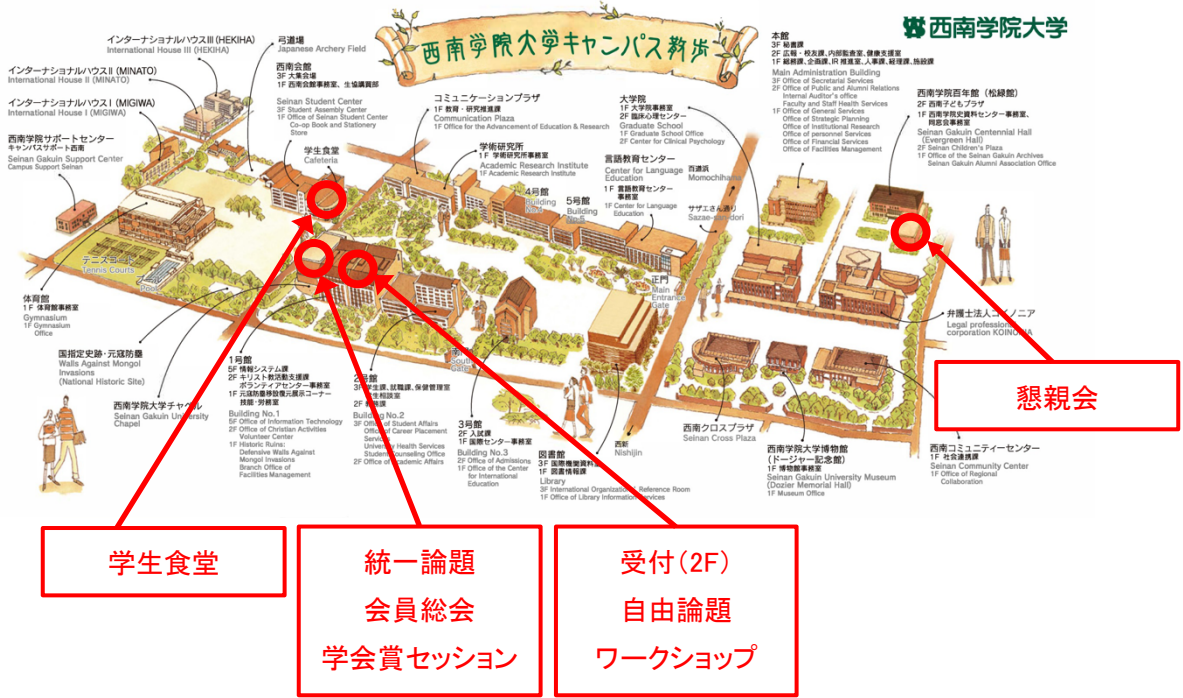 西南学院大学キャンパス散歩
西南学院大学
インターナショナルハウスⅢ (HEKIHA)
International House III (HEKIHA)
インターナショナルハウスⅡ (MINATO)
International House II (MINATO)
インターナショナルハウスⅠ (MIGIWA)
International House I (MIGIWA)
西南学院サポートセンター
キャンパスサポート西南
Seinan Gakuin Support Center
Campus Support Seinan
弓道場
Japanese Archery Field
西南会館
3F 大集会場
1F 西南会館事務室、生協購買部
Seinan Student Center
3F Student Assembly Center
1F Office of Seinan Student Center
Co-op Book and Stationery
Store
学生食堂
Cafeteria
コミュニケーションプラザ
1F 教育・研究推進課
Communication Plaza
1F Office for the Advancement of Education & Research
学術研究所
1F 学術研究所事務室
Academic Research Institute
1F Academic Research Institute
4号館
Building
5号館
Building
No.5
大学院
1F 大学院事務室
2F 臨床心理センター
Graduate School
1F Graduate School Office
2F Center for Clinical Psychology
言語教育センター
Center for Language
Education
1F 言語教育センター
事務室
1F Center for Language
Education
百道浜
Momochihama
サザエさん通り
Sazae-san-dori
本館
3F 秘書課
2F 広報・校友課、内部監査室、健康支援室
1F 総務課、企画課、IR推進室、人事課、経理課、施設課
Main Administration Building
3F Office of Secretarial Services
2F Office of Public and Alumni Relations
Internal Auditor's office
Faculty and Staff Health Services
1F Office of General Services
Office of Strategic Planning
Office of Institutional Research
Office of personnel Services
Office of Financial Services
Office of Facilities Management
西南学院百年館（松緑館）
2F 西南子どもプラザ
1F 西南学院史資料センター事務室、
同窓会事務室
Seinan Gakuin Centennial Hall
(Evergreen Hall)
2F Seinan Children's Plaza
1F Office of the Seinan Gakuin Archives
Seinan Gakuin Alumni Association Office
テニスコート
Tennis Courts
Pool
体育館
1F 体育館事務室
Gymnasium
1F Gymnasium
Office
国指定史跡・元寇防塁
Walls Against Mongol
Invasions
(National Historic Site)
西南学院大学チャペル
Seinan Gakuin University
Chapel
1号館
5F 情報システム課
2F キリスト教活動支援課
ボランティアセンター事務室
1F 元寇防塁移設復元展示コーナー
技能・労務室
Building No.1
5F Office of Information Technology
2F Office of Christian Activities
Volunteer Center
1F Historic Ruins:
Defensive Walls Against
Mongol Invasions
Branch Office of
Facilities Management
2号館
3F 学生課、就職課、保健管理室
学生相談室
2F 教務課
Building No.2
3F Office of Student Affairs
Office of Career Placement
Services
University Health Services
Student Counseling Office
2F Office of Academic Affairs
South
Gate
3号館
2F 入試課
1F 国際センター事務室
Building No.3
2F Office of Admissions
1F Office of the Center
for International
Education
図書館
3F 国際機関資料室
1F 図書情報課
Library
3F International Organizations Reference Room
1F Office of Library Information Services
正門
Main
Entrance
Gate
西新
Nishijin
西南クロスプラザ
Seinan Cross Plaza
西南学院大学博物館
（ドージャー記念館）
1F 博物館事務室
Seinan Gakuin University Museum
(Dozier Memorial Hall)
1F Museum Office
弁護士法人コイノニア
Legal professional
corporation KOINONIA
西南コミュニティーセンター
1F 社会連携課
Seinan Community Center
1F Office of Regional
Collaboration
懇親会
学生食堂
統一論題
会員総会
学会賞セッション
受付（2F）
自由論題
ワークショップ